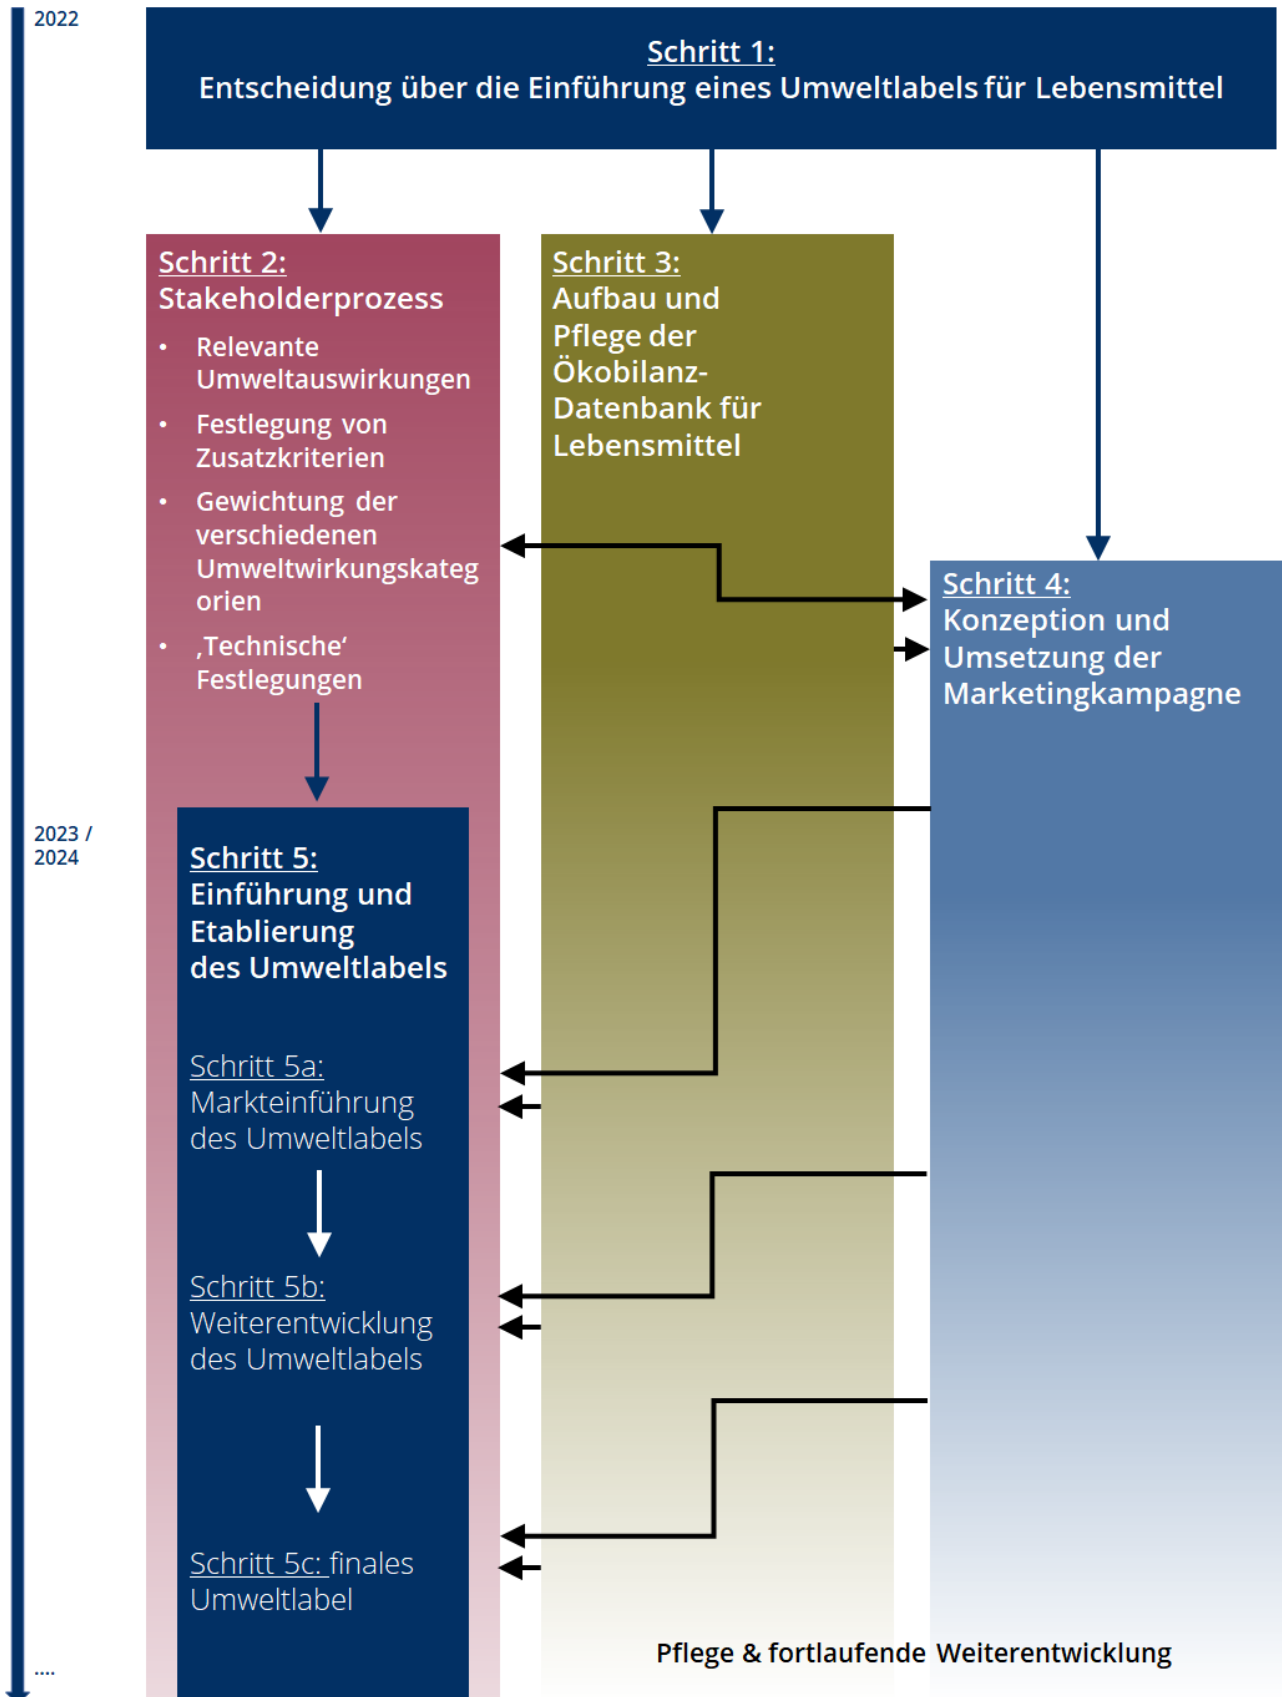 2022
Schritt 1:
Entscheidung über die Einführung eines Umweltlabels für Lebensmittel
Schritt 2:
Stakeholderprozess
• Relevante
Umweltauswirkungen
• Festlegung von
Zusatzkriterien
• Gewichtung der
verschiedenen
Umweltwirkungskateg
orien
• ‚Technische‘
Festlegungen
Schritt 3:
Aufbau und
Pflege der
Ökobilanz-
Datenbank für
Lebensmittel
Schritt 4:
Konzeption und
Umsetzung der
Marketingkampagne
2023 /
2024
Schritt 5:
Einführung und
Etablierung
des Umweltlabels
Schritt 5a:
Markteinführung
des Umweltlabels
Schritt 5b:
Weiterentwicklung
des Umweltlabels
Schritt 5c: finales
Umweltlabel
Pflege & fortlaufende Weiterentwicklung
....